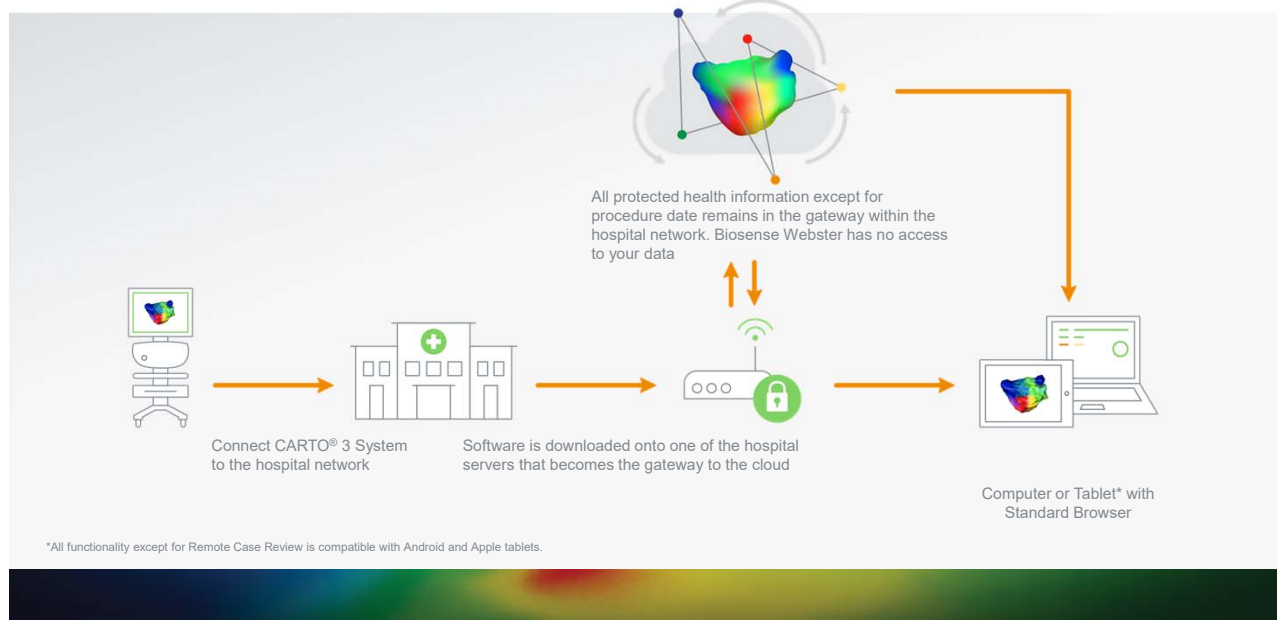 All protected health information except for
procedure date remains in the gateway within the
hospital network. Biosense Webster has no access
to your data
Connect CARTO® 3 System
to the hospital network
Software is downloaded onto one of the hospital
servers that becomes the gateway to the cloud
Computer or Tablet* with
Standard Browser
*All functionality except for Remote Case Review is compatible with Android and Apple tablets.